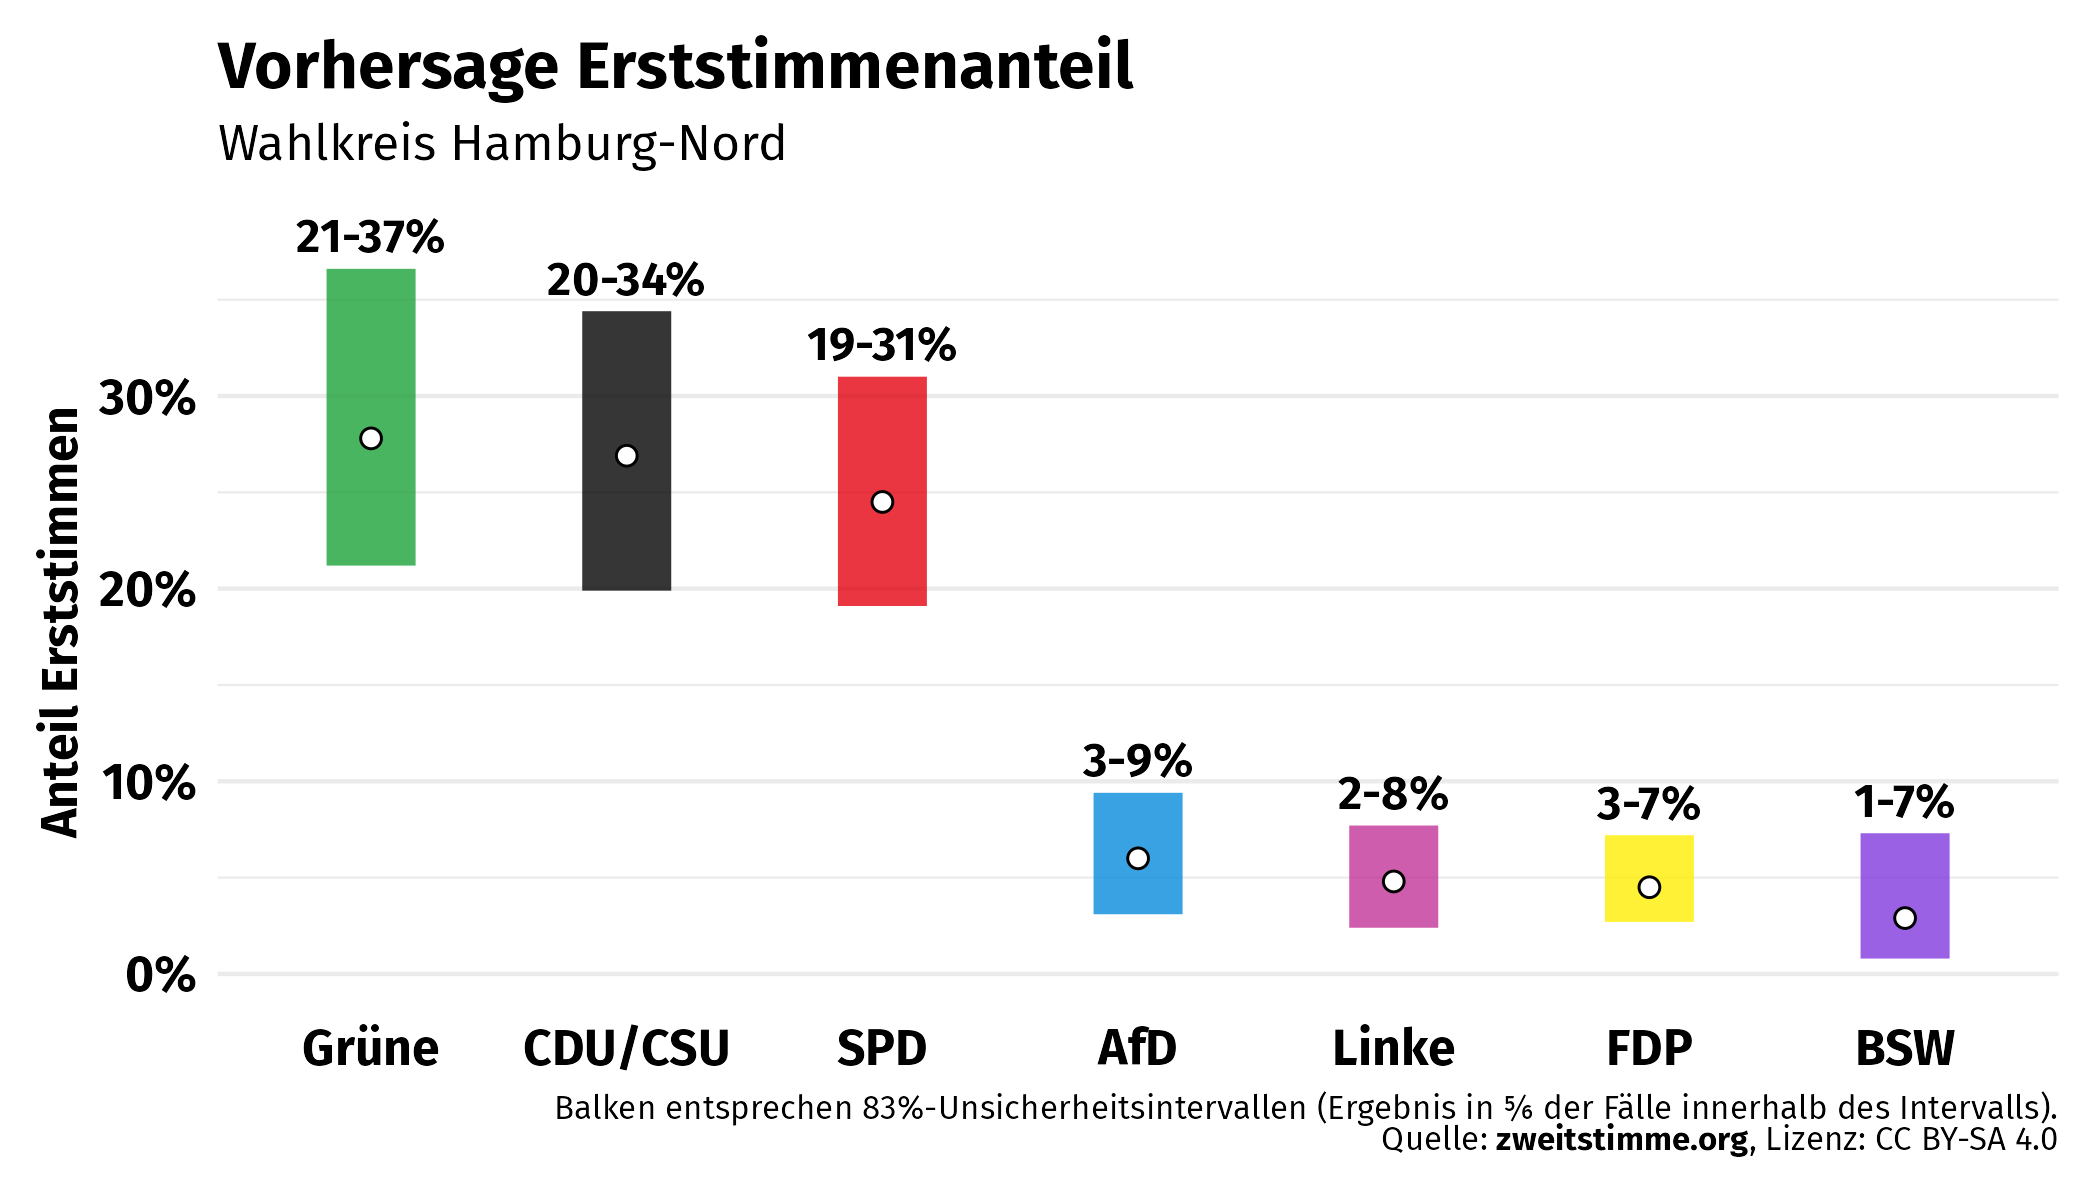 Vorhersage Erststimmenanteil
Wahlkreis Hamburg-Nord
21-37%
20-34%
19-31%
3-9%
2-8%
3-7%
1-7%
Anteil Erststimmen
30%
20%
10%
0%
Grüne CDU/CSU SPD AfD Linke FDP BSW
Balken entsprechen 83%-Unsicherheitsintervallen (Ergebnis in ⅚ der Fälle innerhalb des Intervalls).
Quelle: zweitstimme.org, Lizenz: CC BY-SA 4.0